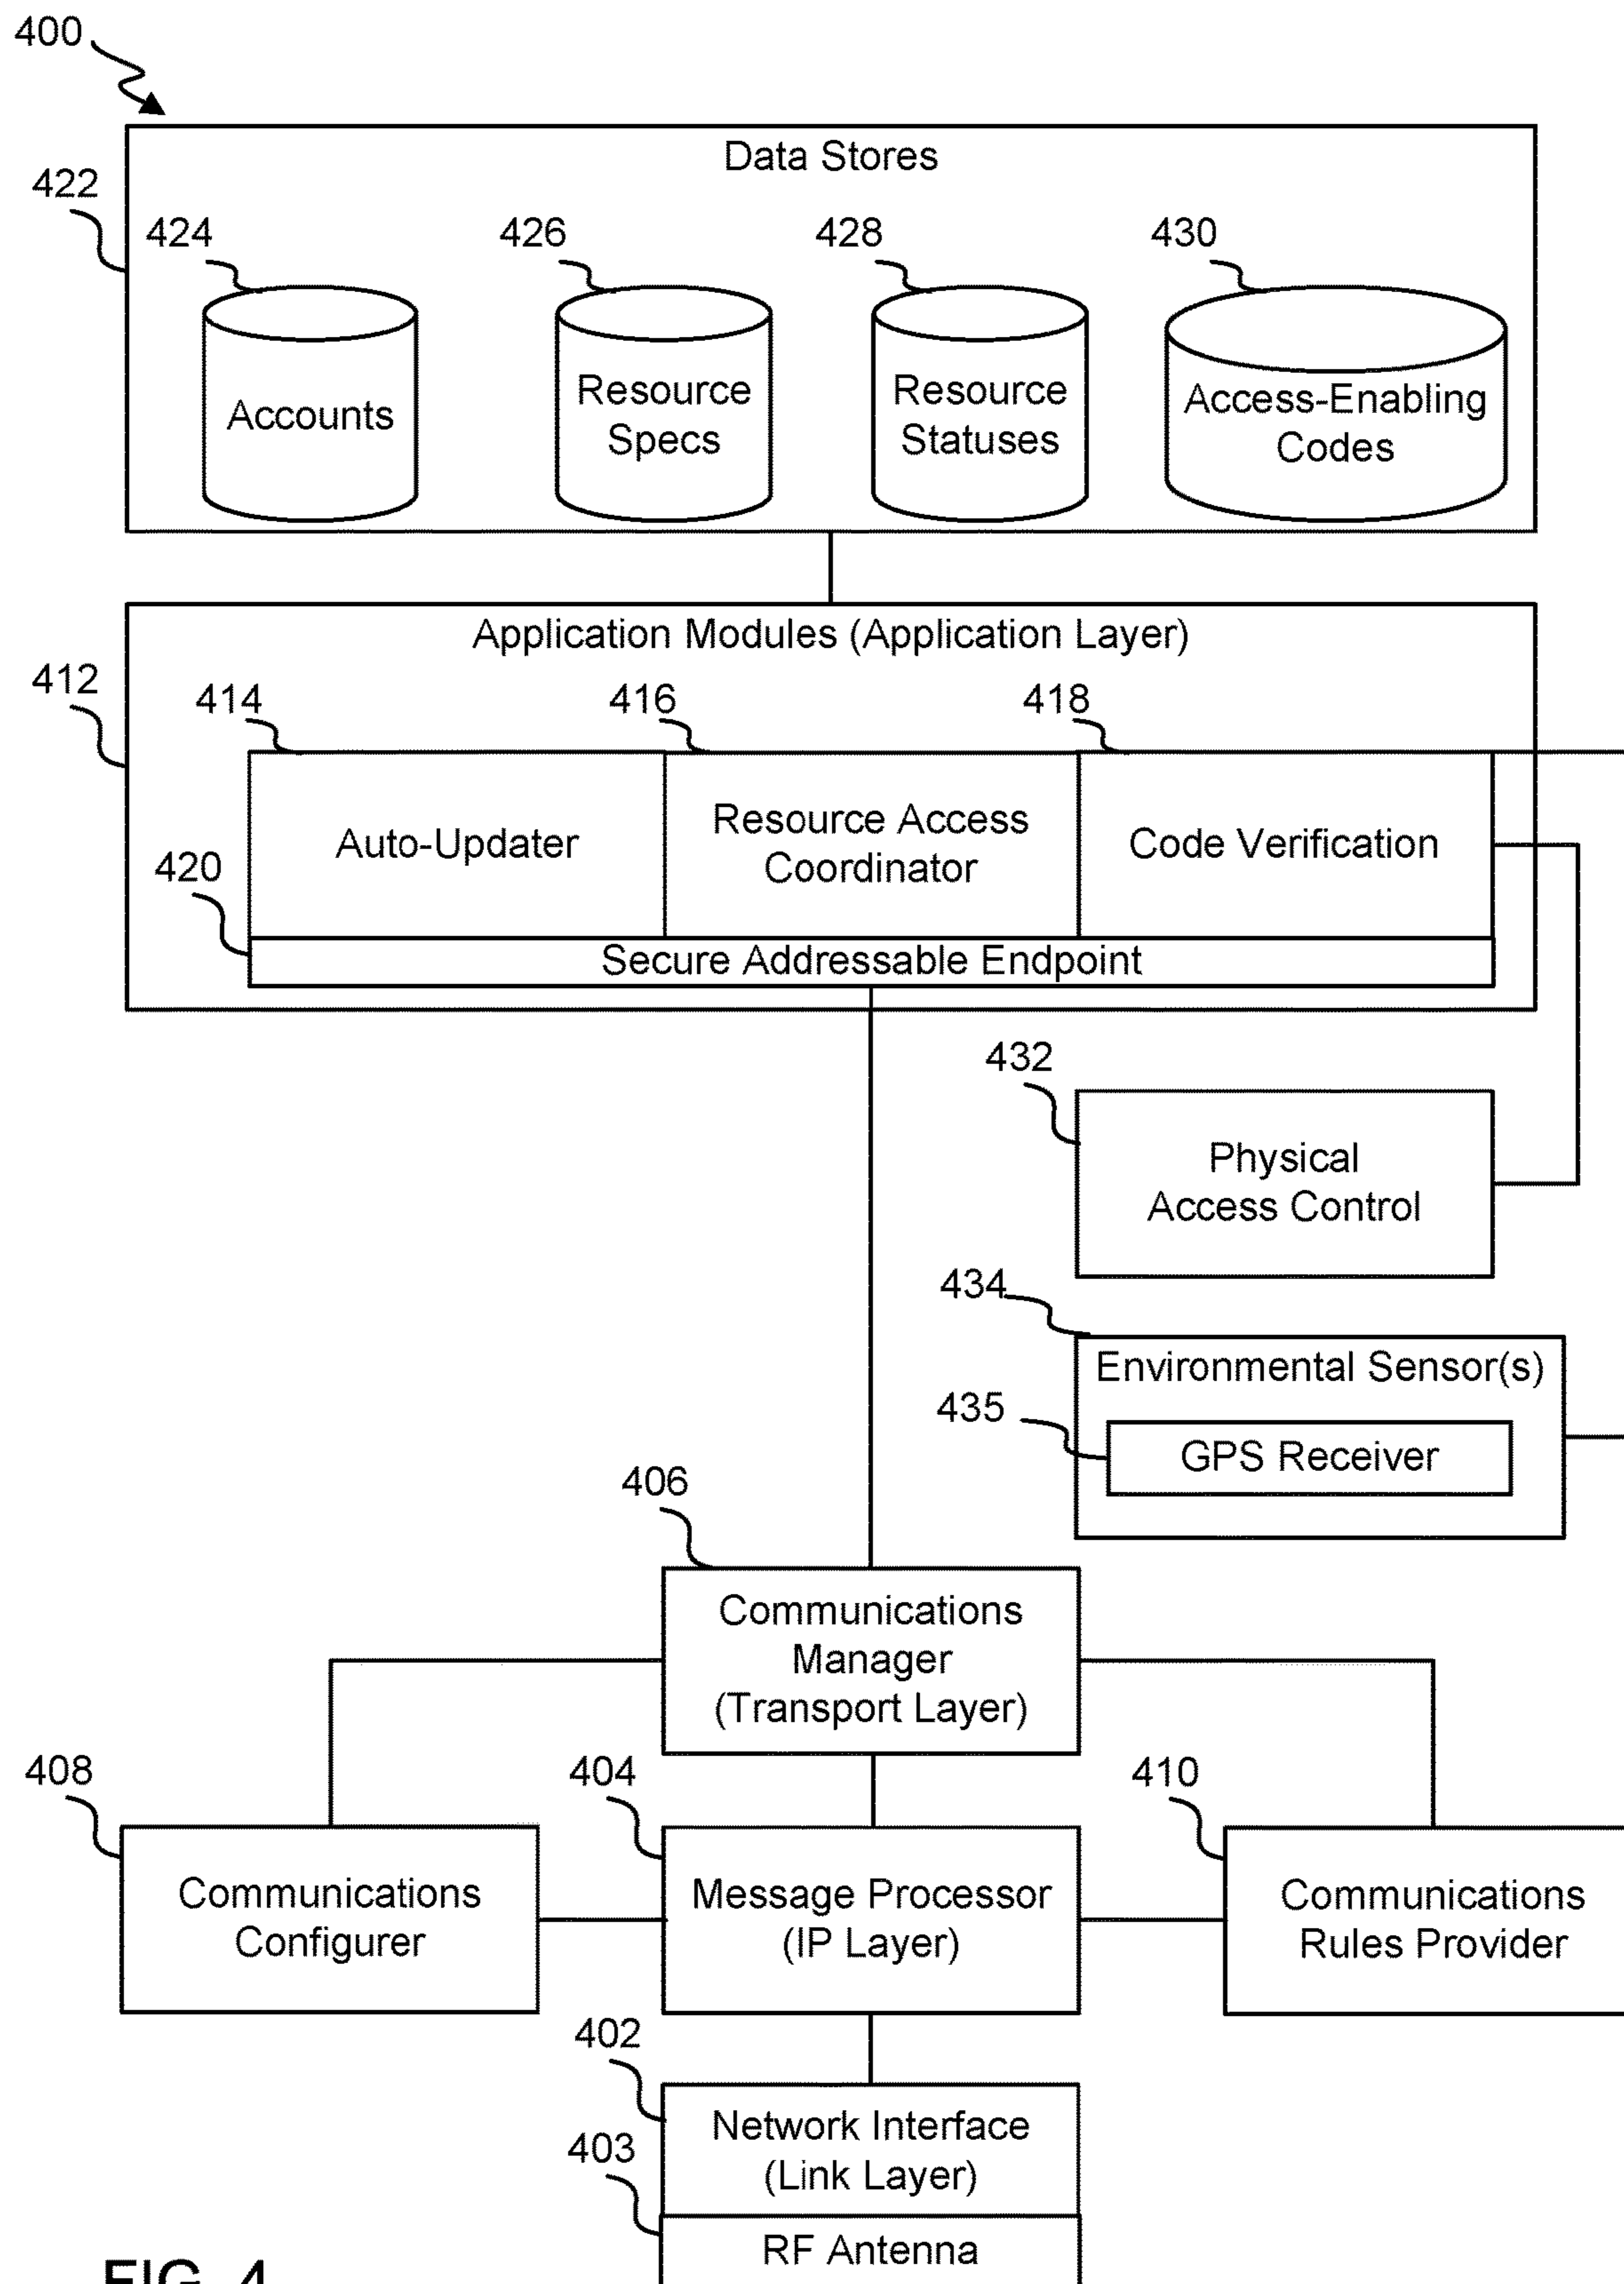 400
Data Stores
422
424
426
428
430
Accounts
Resource
Specs
Resource
Statuses
Access-Enabling
Codes
Application Modules (Application Layer)
412
414
416
418
Auto-Updater
Resource Access
Coordinator
Code Verification
420
Secure Addressable Endpoint
432
Physical
Access Control
434
Environmental Sensor(s)
435
GPS Receiver
406
Communications
Manager
(Transport Layer)
408
404
410
Communications
Configurer
Message Processor
(IP Layer)
Communications
Rules Provider
402
Network Interface
(Link Layer)
403
RF Antenna
FIG. 4